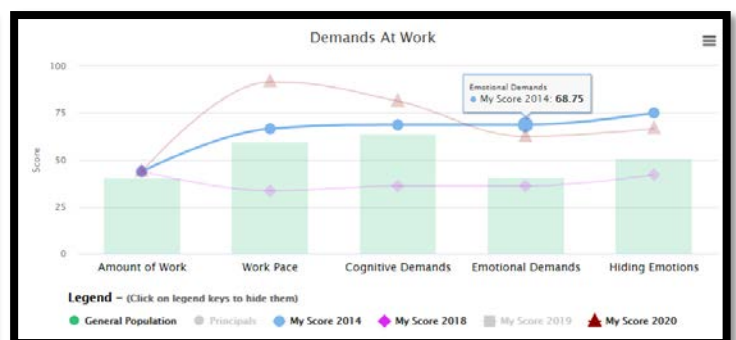 Demands At Work
100
75
50
25
0
Score
Emotional Demands
My Score 2014: 68.75
Amount of Work Work Pace Cognitive Demands Emotional Demands Hiding Emotions
Legend – (Click on legend keys to hide them)
General Population Principals My Score 2014 My Score 2018 My Score 2019 My Score 2020